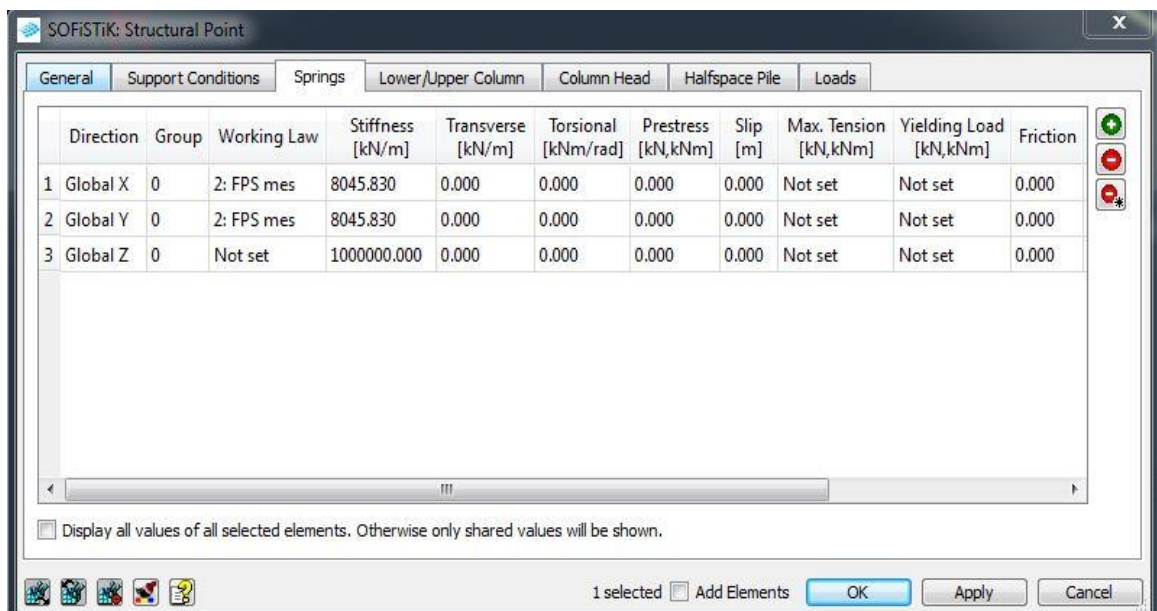 SOFiSTiK: Structural Point
X
General Support Conditions Springs Lower/Upper Column Column Head Halfspace Pile Loads
Direction Group Working Law Stiffness [kN/m] Transverse [kN/m] Torsional [kNm/rad] Prestress [kN,kNm] Slip [m] Max. Tension [kN,kNm] Yielding Load [kN,kNm] Friction
1 Global X 0 2: FPS mes 8045.830 0.000 0.000 0.000 0.000 Not set Not set 0.000
2 Global Y 0 2: FPS mes 8045.830 0.000 0.000 0.000 0.000 Not set Not set 0.000
3 Global Z 0 Not set 1000000.000 0.000 0.000 0.000 0.000 Not set Not set 0.000
Display all values of all selected elements. Otherwise only shared values will be shown.
1 selected Add Elements OK Apply Cancel